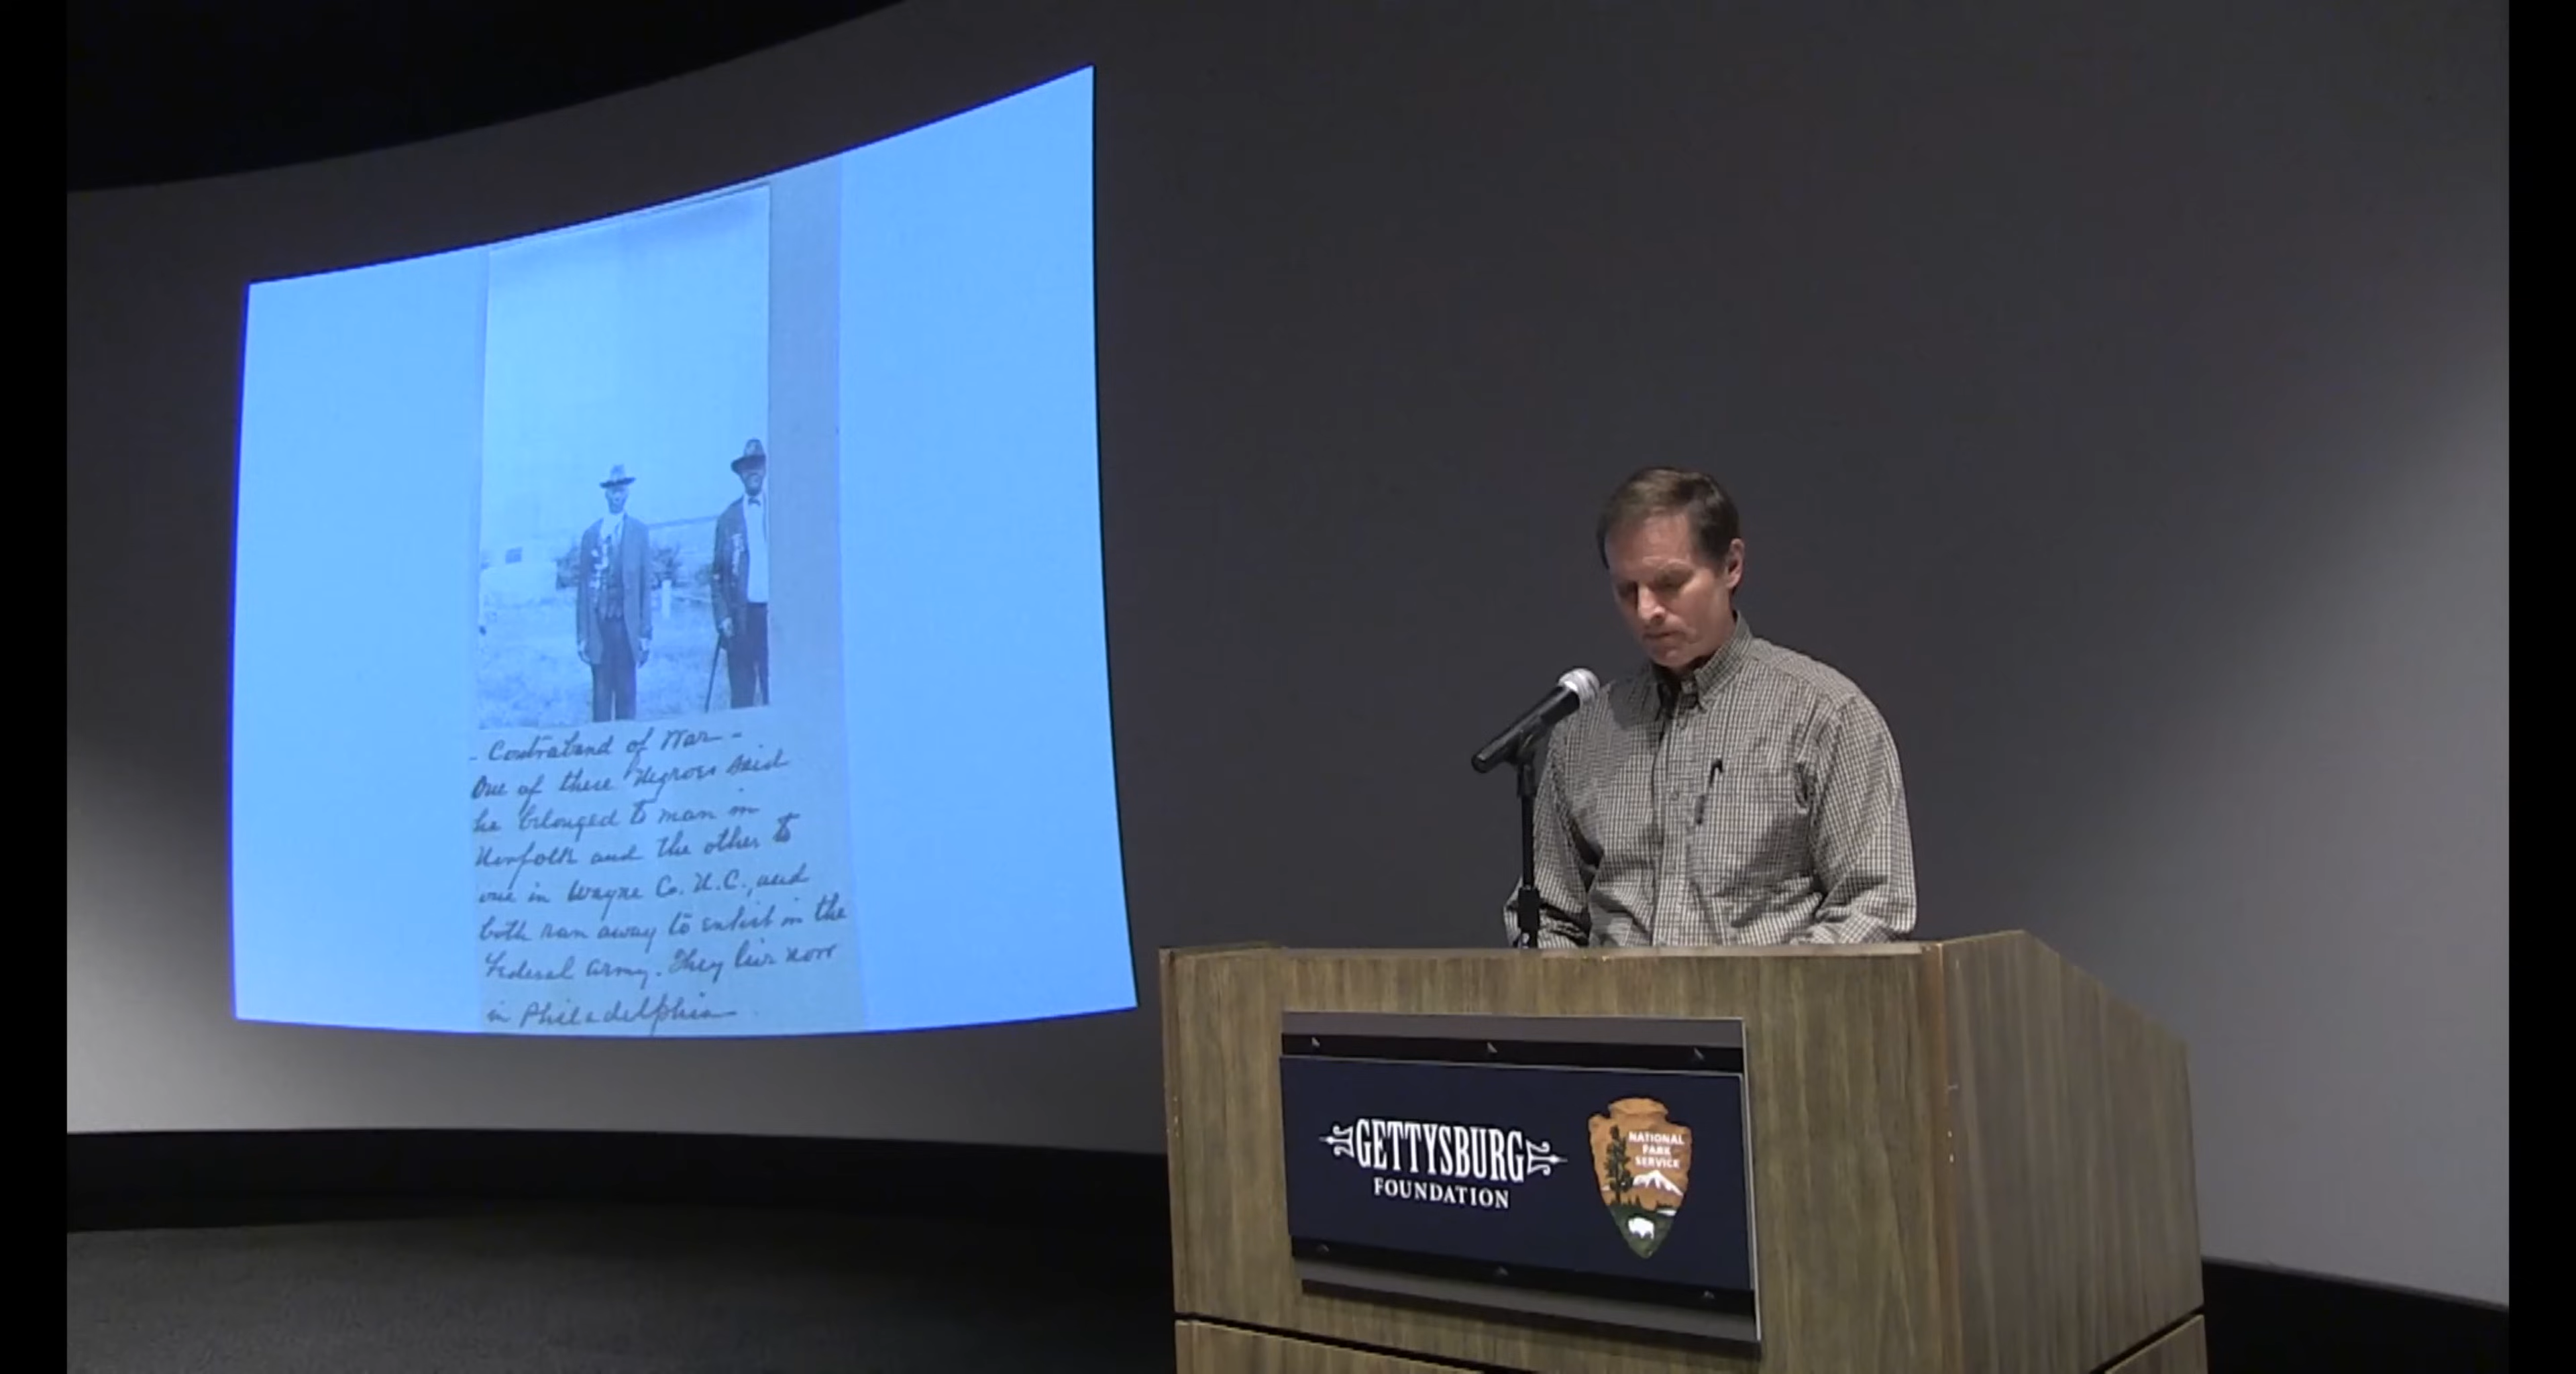 - Contraband of War -
One of these Negroes said
he belonged to man in
Norfolk and the other to
one in Wayne Co. N.C., and
both ran away to enlist in the
Federal Army. They live now
in Philadelphia.
GETTYSBURG
FOUNDATION
NATIONAL
PARK
SERVICE